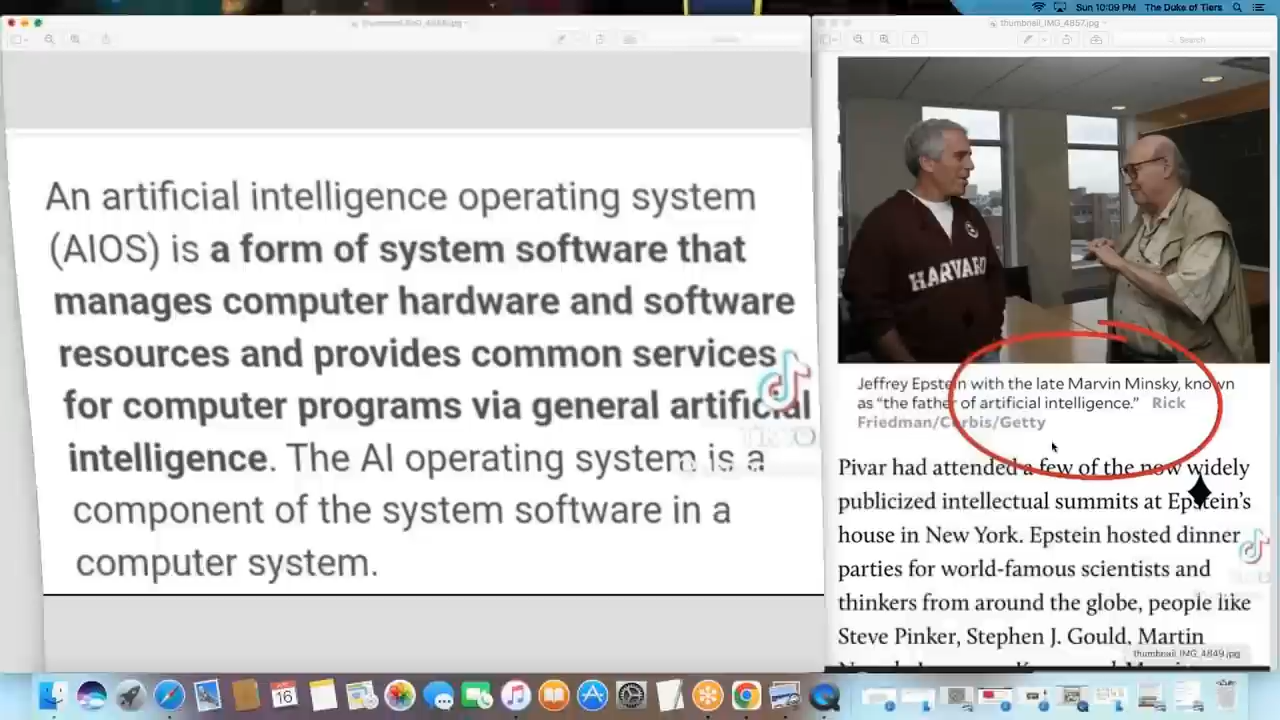 Sun 10:09 PM The Duke of Tiers
thumbnail_IMG_4857.jpg
Search
An artificial intelligence operating system
(AIOS) is a form of system software that
manages computer hardware and software
resources and provides common services
for computer programs via general artificial
intelligence. The AI operating system is a
component of the system software in a
computer system.
HARVARD
Jeffrey Epstein with the late Marvin Minsky, known
as “the father of artificial intelligence.” Rick
Friedman/Corbis/Getty
Pivar had attended a few of the now widely
publicized intellectual summits at Epstein’s
house in New York. Epstein hosted dinner
parties for world-famous scientists and
thinkers from around the globe, people like
Steve Pinker, Stephen J. Gould, Martin
thumbnail_IMG_4849.jpg
16